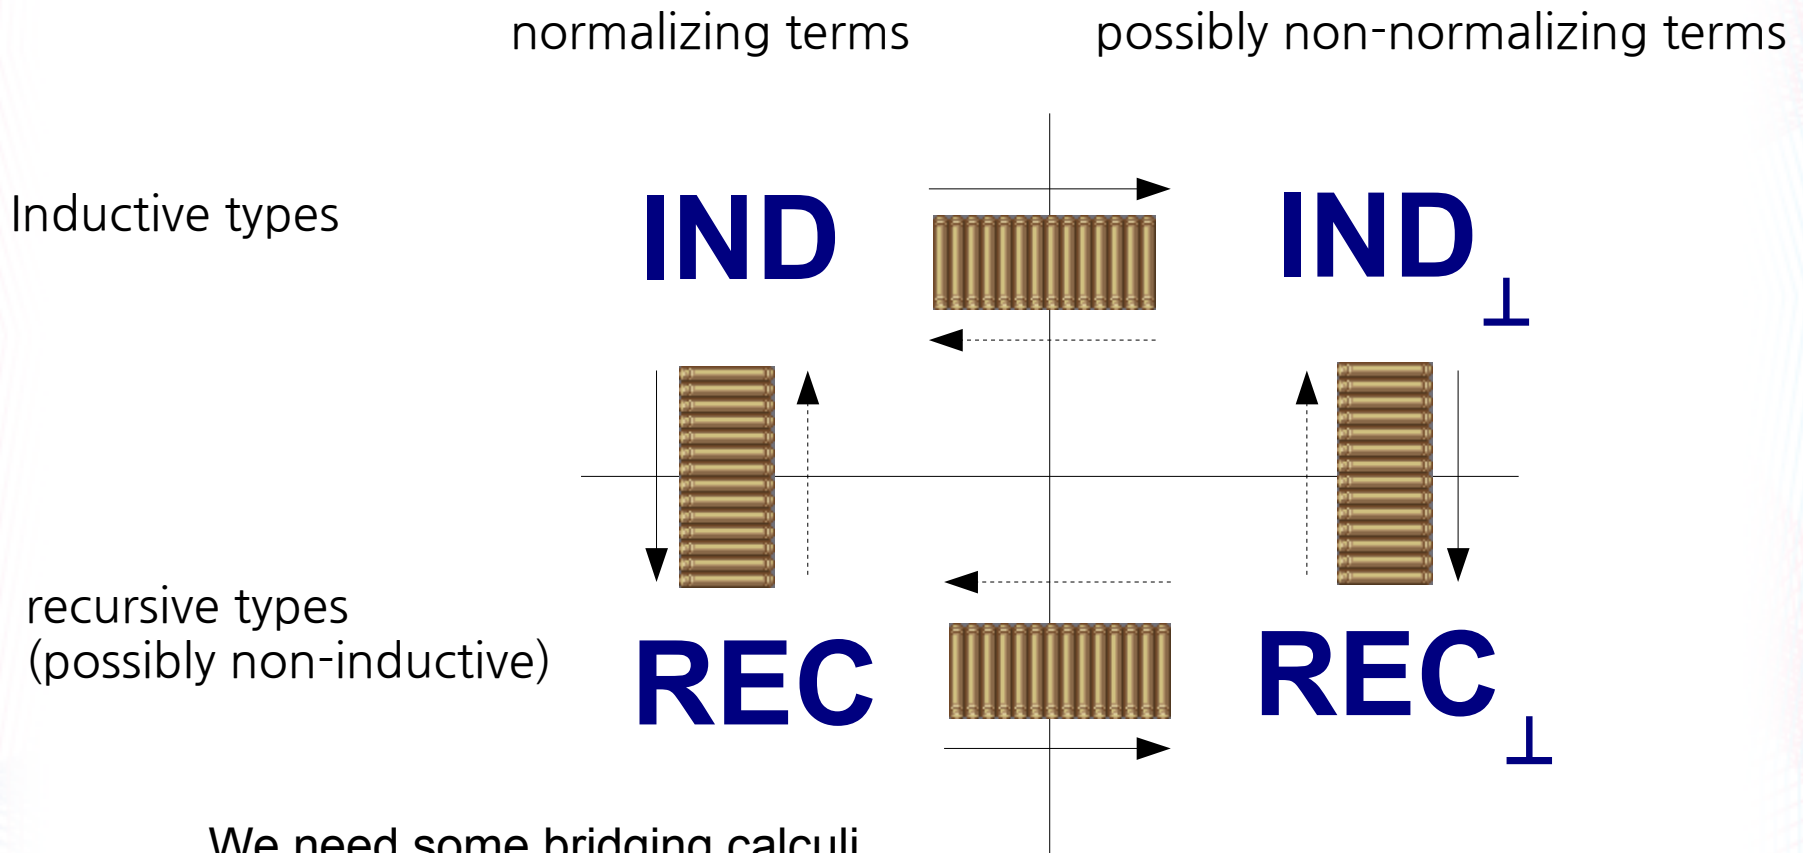 normalizing terms possibly non-normalizing terms
Inductive types IND IND⊥
recursive types
(possibly non-inductive) REC REC⊥
We need some bridging calculi